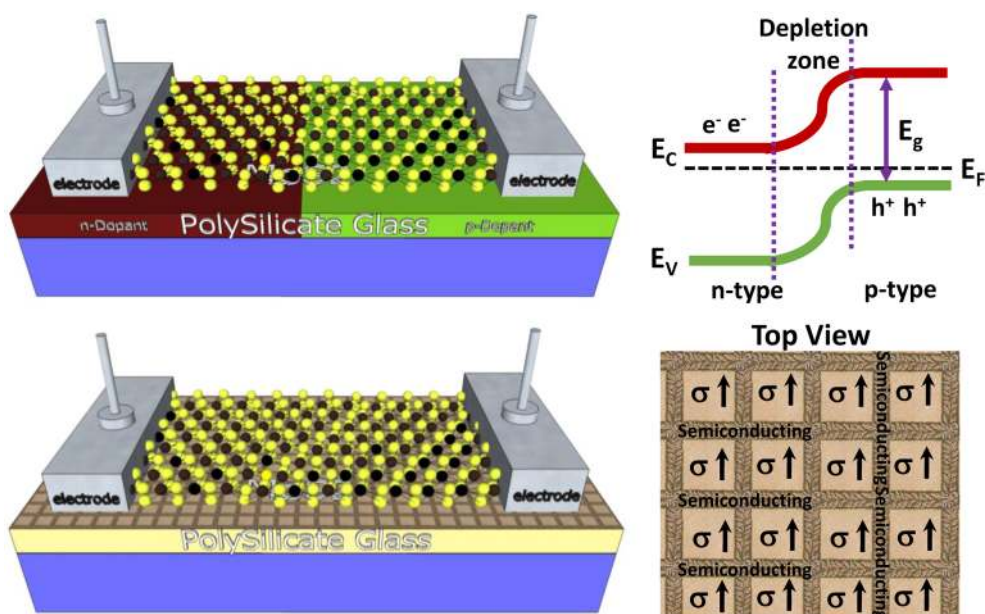 electrode
electrode
n-Dopant
PolySilicate Glass
p-Dopant
Depletion
zone
e⁻ e⁻
E_C
E_g
E_F
h⁺ h⁺
E_V
n-type
p-type
electrode
electrode
PolySilicate Glass
Top View
σ ↑ σ ↑ σ ↑ σ ↑
Semiconducting
Semiconducting
σ ↑ σ ↑ σ ↑ σ ↑
Semiconducting
Semiconducting
σ ↑ σ ↑ σ ↑ σ ↑
Semiconducting
σ ↑ σ ↑ σ ↑ σ ↑